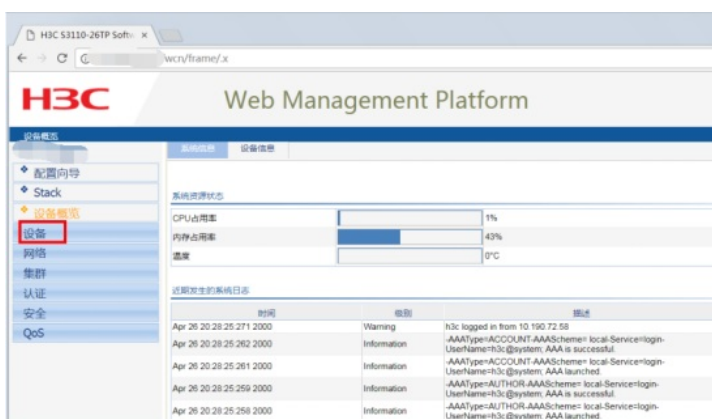 H3C S3110-26TP Softw
wcn/frame/.x
H3C
Web Management Platform
设备概览
系统信息 设备信息
配置向导
Stack
设备概览
设备
网络
集群
认证
安全
QoS
系统资源状态
CPU占用率 1%
内存占用率 43%
温度 0°C
近期发生的系统日志
时间 级别 描述
Apr 26 20:28:25:271 2000 Warning h3c logged in from 10.190.72.58
Apr 26 20:28:25:262 2000 Information -AAAType=ACCOUNT-AAAScheme= local-Service=login-
UserName=h3c@system; AAA is successful.
Apr 26 20:28:25:261 2000 Information -AAAType=ACCOUNT-AAAScheme= local-Service=login-
UserName=h3c@system; AAA launched.
Apr 26 20:28:25:259 2000 Information -AAAType=AUTHOR-AAAScheme= local-Service=login-
UserName=h3c@system; AAA is successful.
Apr 26 20:28:25:258 2000 Information -AAAType=AUTHOR-AAAScheme= local-Service=login-
UserName=h3c@system; AAA launched.